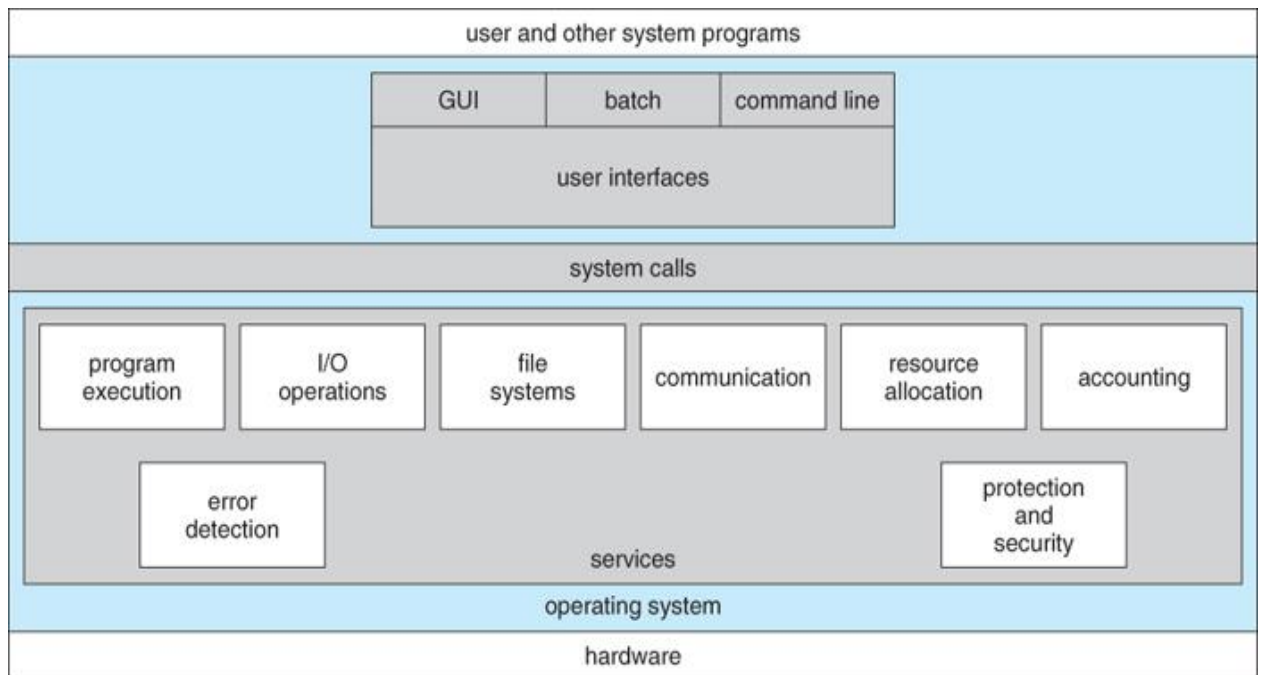 user and other system programs
GUI
batch
command line
user interfaces
system calls
program
execution
I/O
operations
file
systems
communication
resource
allocation
accounting
error
detection
protection
and
security
services
operating system
hardware